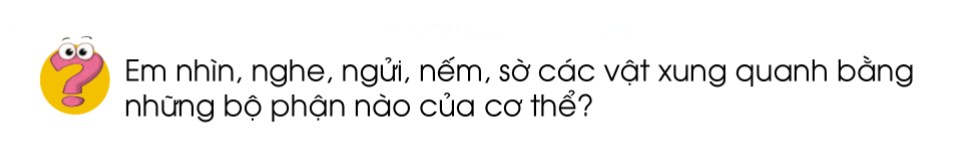 Em nhìn, nghe, ngửi, nếm, sờ các vật xung quanh bằng
những bộ phận nào của cơ thể?